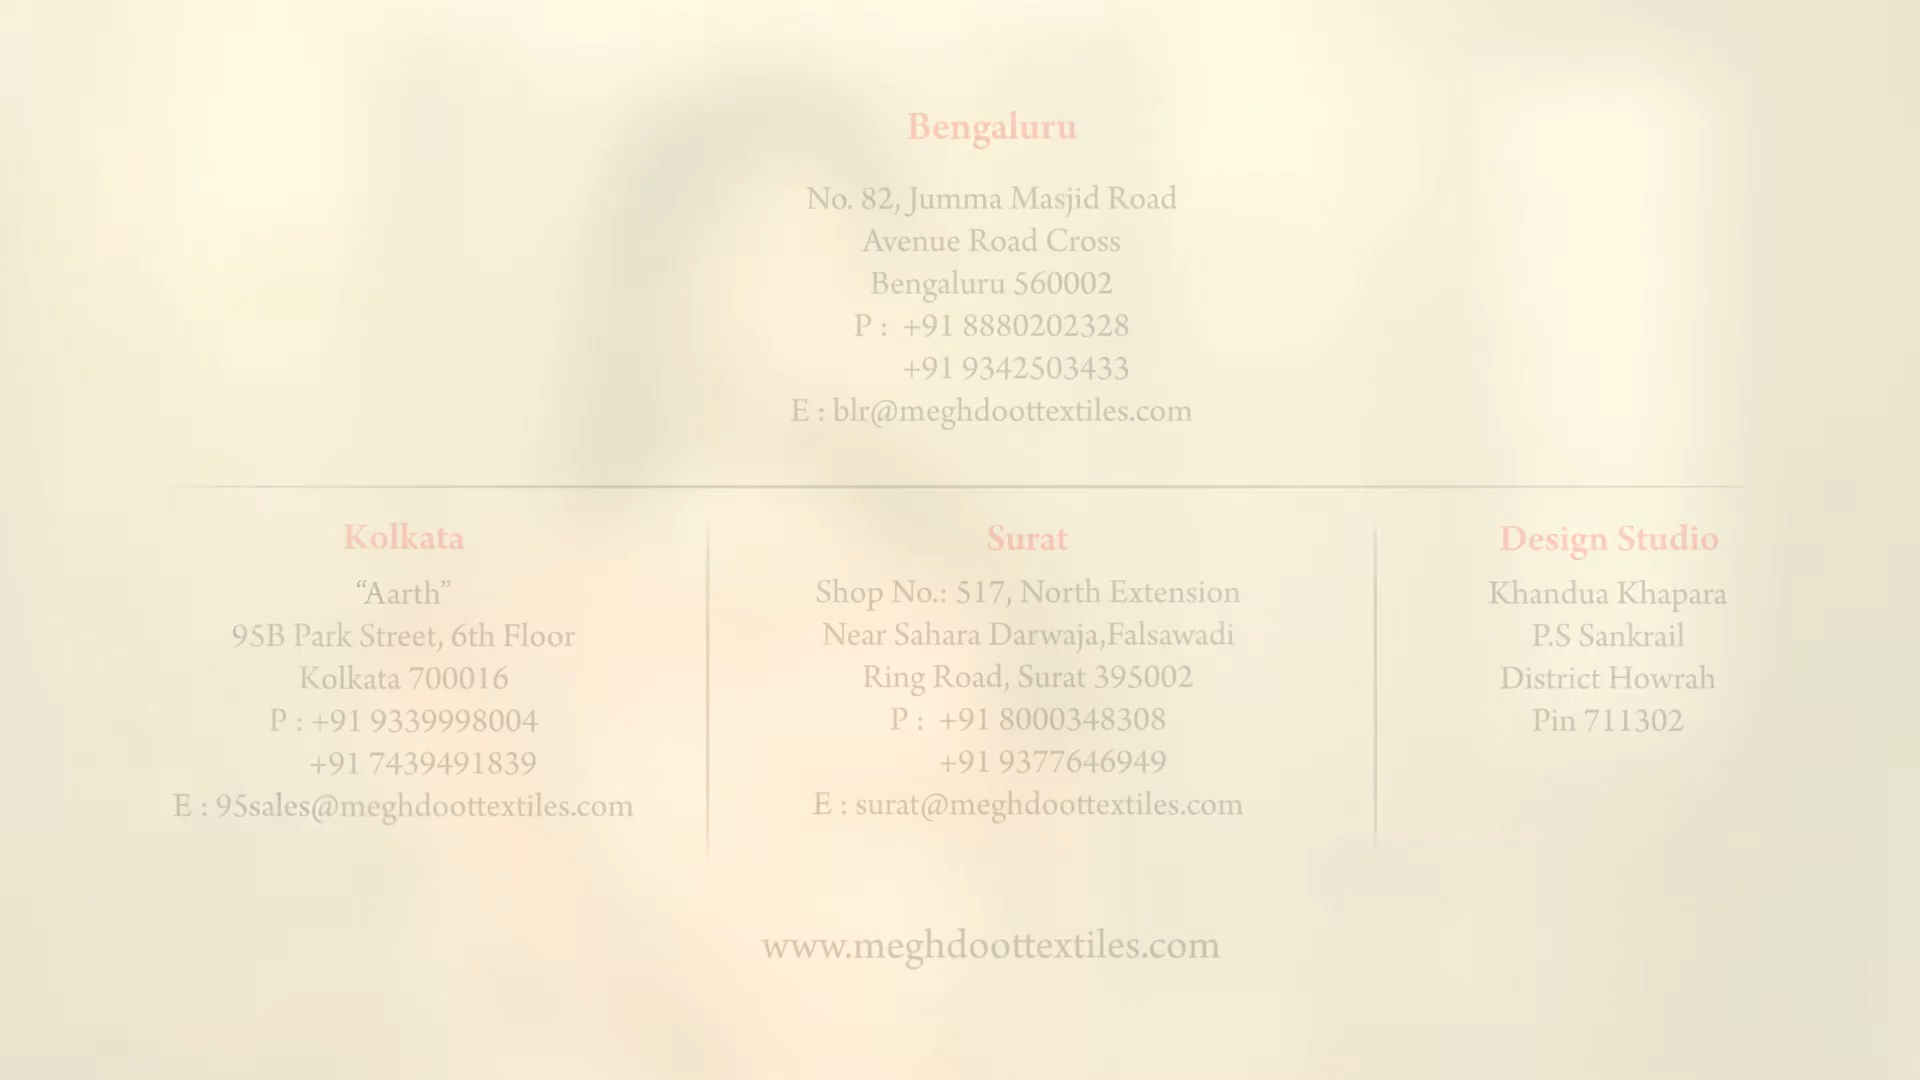 Bengaluru
No. 82, Jumma Masjid Road
Avenue Road Cross
Bengaluru 560002
P : +91 8880202328
+91 9342503433
E : blr@meghdoottextiles.com
Kolkata
“Aarth”
95B Park Street, 6th Floor
Kolkata 700016
P : +91 9339998004
+91 7439491839
E : 95sales@meghdoottextiles.com
Surat
Shop No.: 517, North Extension
Near Sahara Darwaja,Falsawadi
Ring Road, Surat 395002
P : +91 8000348308
+91 9377646949
E : surat@meghdoottextiles.com
Design Studio
Khandua Khapara
P.S Sankrail
District Howrah
Pin 711302
www.meghdoottextiles.com